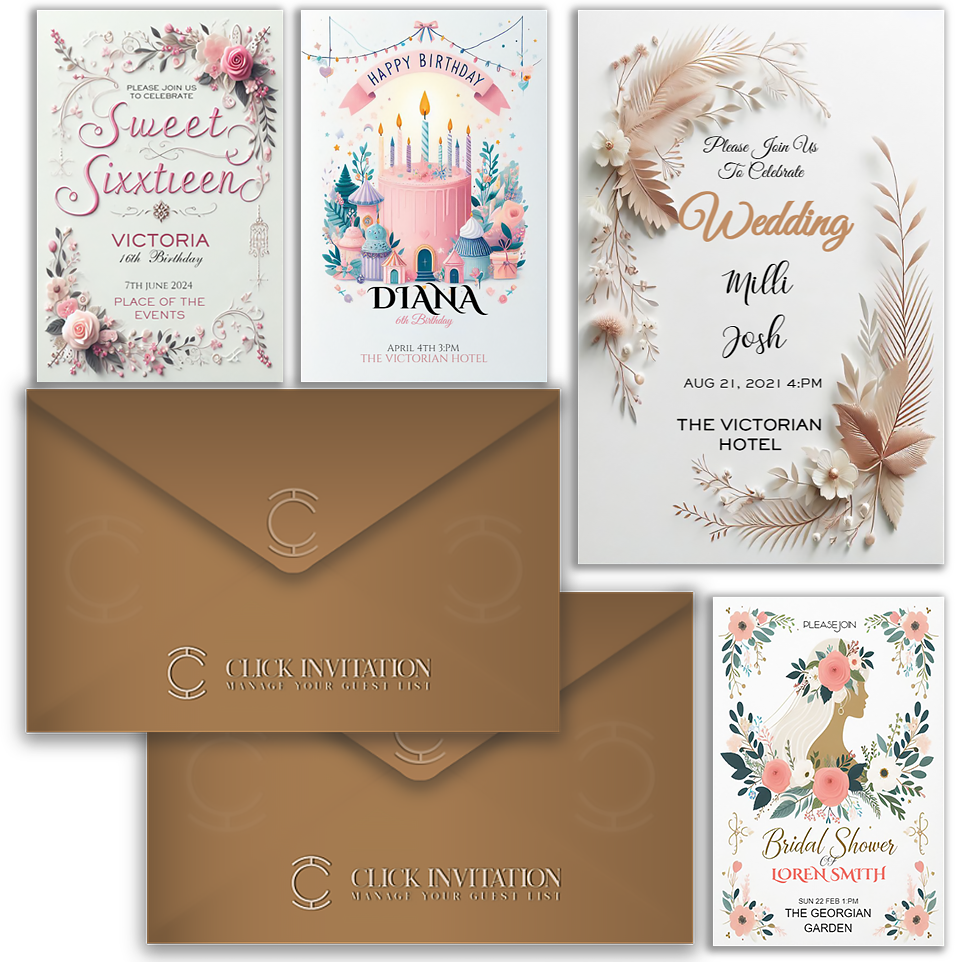 PLEASE JOIN US
TO CELEBRATE
Sweet
Sixxtieen
VICTORIA
16th Birthday
7TH JUNE 2024
PLACE OF THE
EVENTS
HAPPY BIRTHDAY
DIANA
6th Birthday
APRIL 4TH 3:PM
THE VICTORIAN HOTEL
Please Join Us
To Celebrate
Wedding
Milli
Josh
AUG 21, 2021 4:PM
THE VICTORIAN
HOTEL
CLICK INVITATION
MANAGE YOUR GUEST LIST
CLICK INVITATION
MANAGE YOUR GUEST LIST
PLEASE JOIN
Bridal Shower
Of
LOREN SMITH
SUN 22 FEB 1:PM
THE GEORGIAN
GARDEN